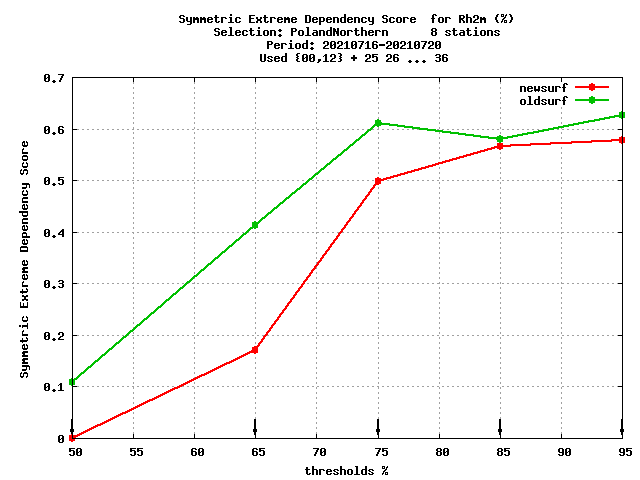 Symmetric Extreme Dependency Score  for Rh2m (%)
Selection: PolandNorthern      8 stations
Period: 20210716-20210720
Used {00,12} + 25 26 ... 36
newsurf
oldsurf
Symmetric Extreme Dependency Score
0.7
0.6
0.5
0.4
0.3
0.2
0.1
0
50 55 60 65 70 75 80 85 90 95
thresholds %